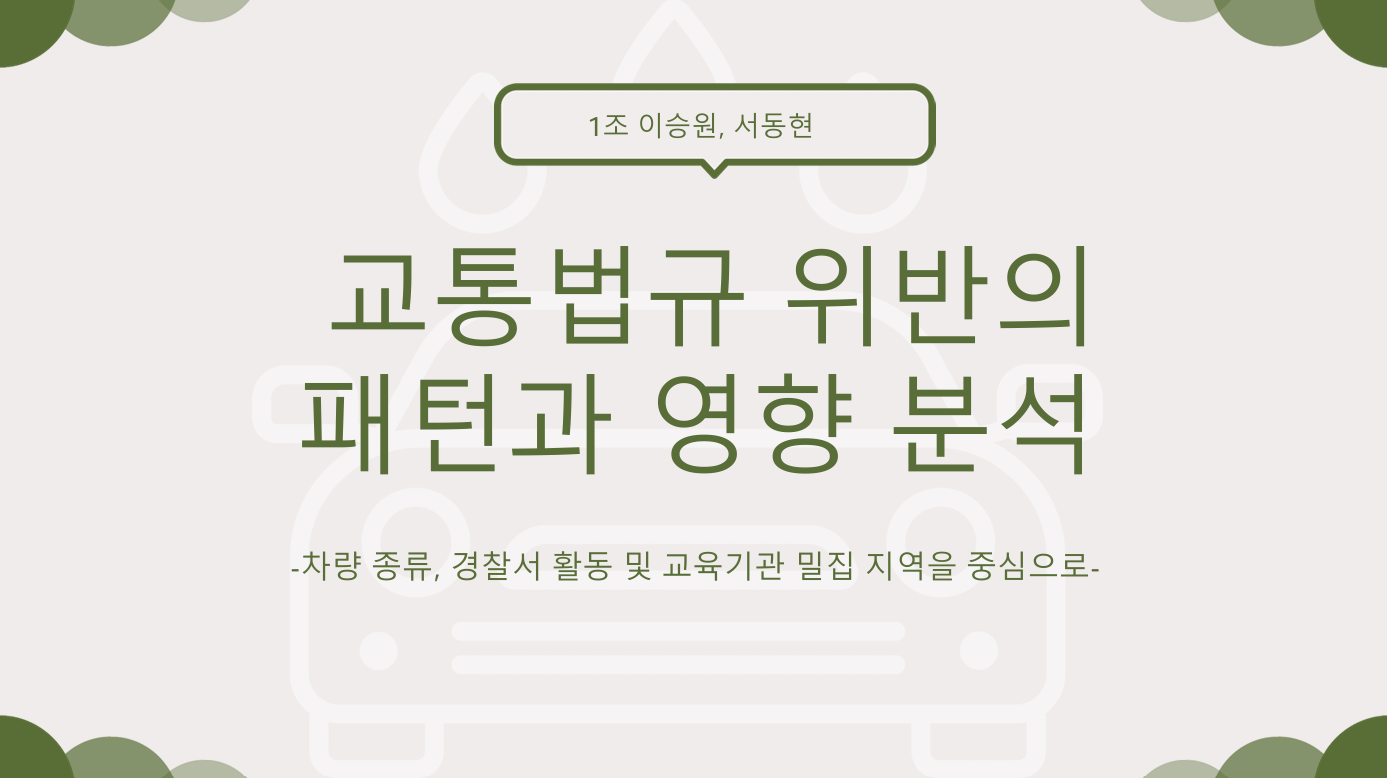 1조 이승원, 서동현
교통법규 위반의
패턴과 영향 분석
-차량 종류, 경찰서 활동 및 교육기관 밀집 지역을 중심으로-